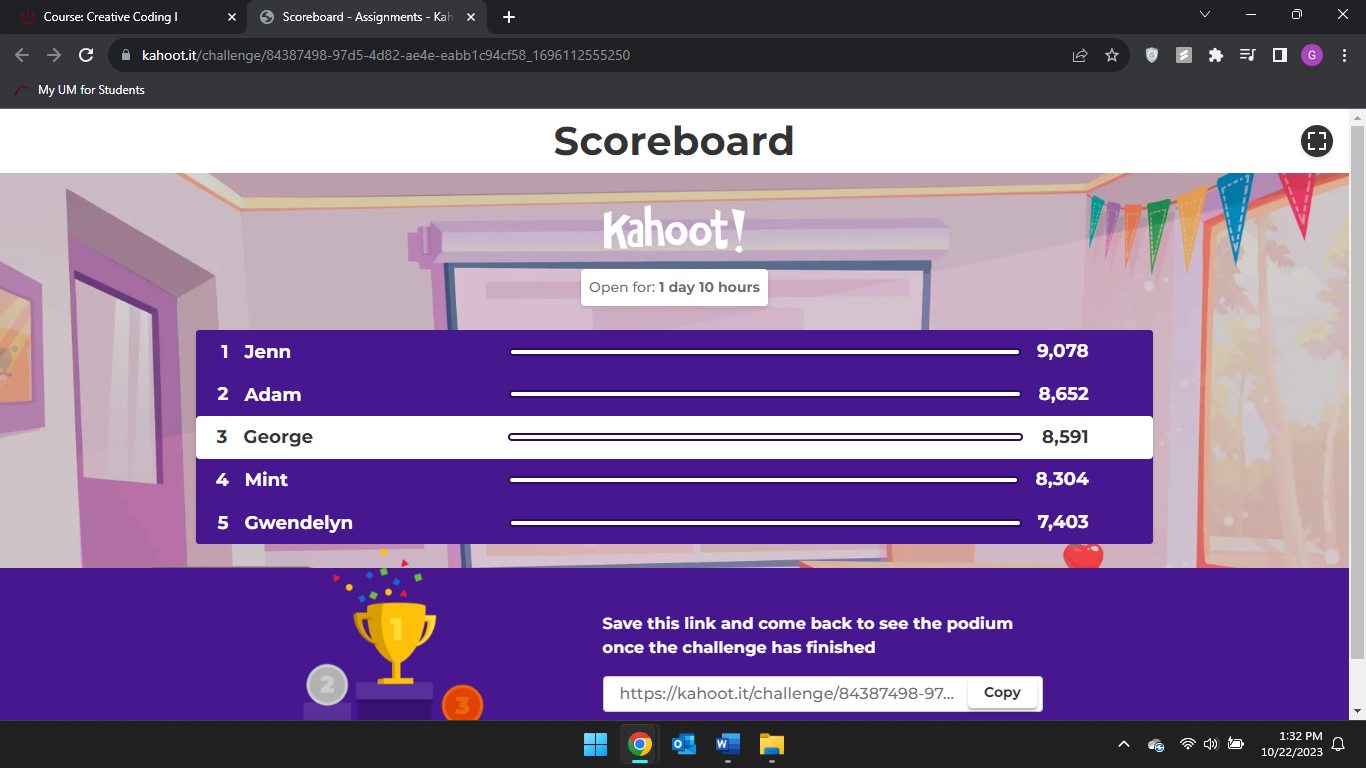 Course: Creative Coding I
Scoreboard - Assignments - Kah
kahoot.it/challenge/84387498-97d5-4d82-ae4e-eabb1c94cf58_1696112555250
G
My UM for Students
Scoreboard
Kahoot!
Open for: 1 day 10 hours
1 Jenn 9,078
2 Adam 8,652
3 George 8,591
4 Mint 8,304
5 Gwendelyn 7,403
1
2
3
Save this link and come back to see the podium
once the challenge has finished
https://kahoot.it/challenge/84387498-97... Copy
1:32 PM
10/22/2023